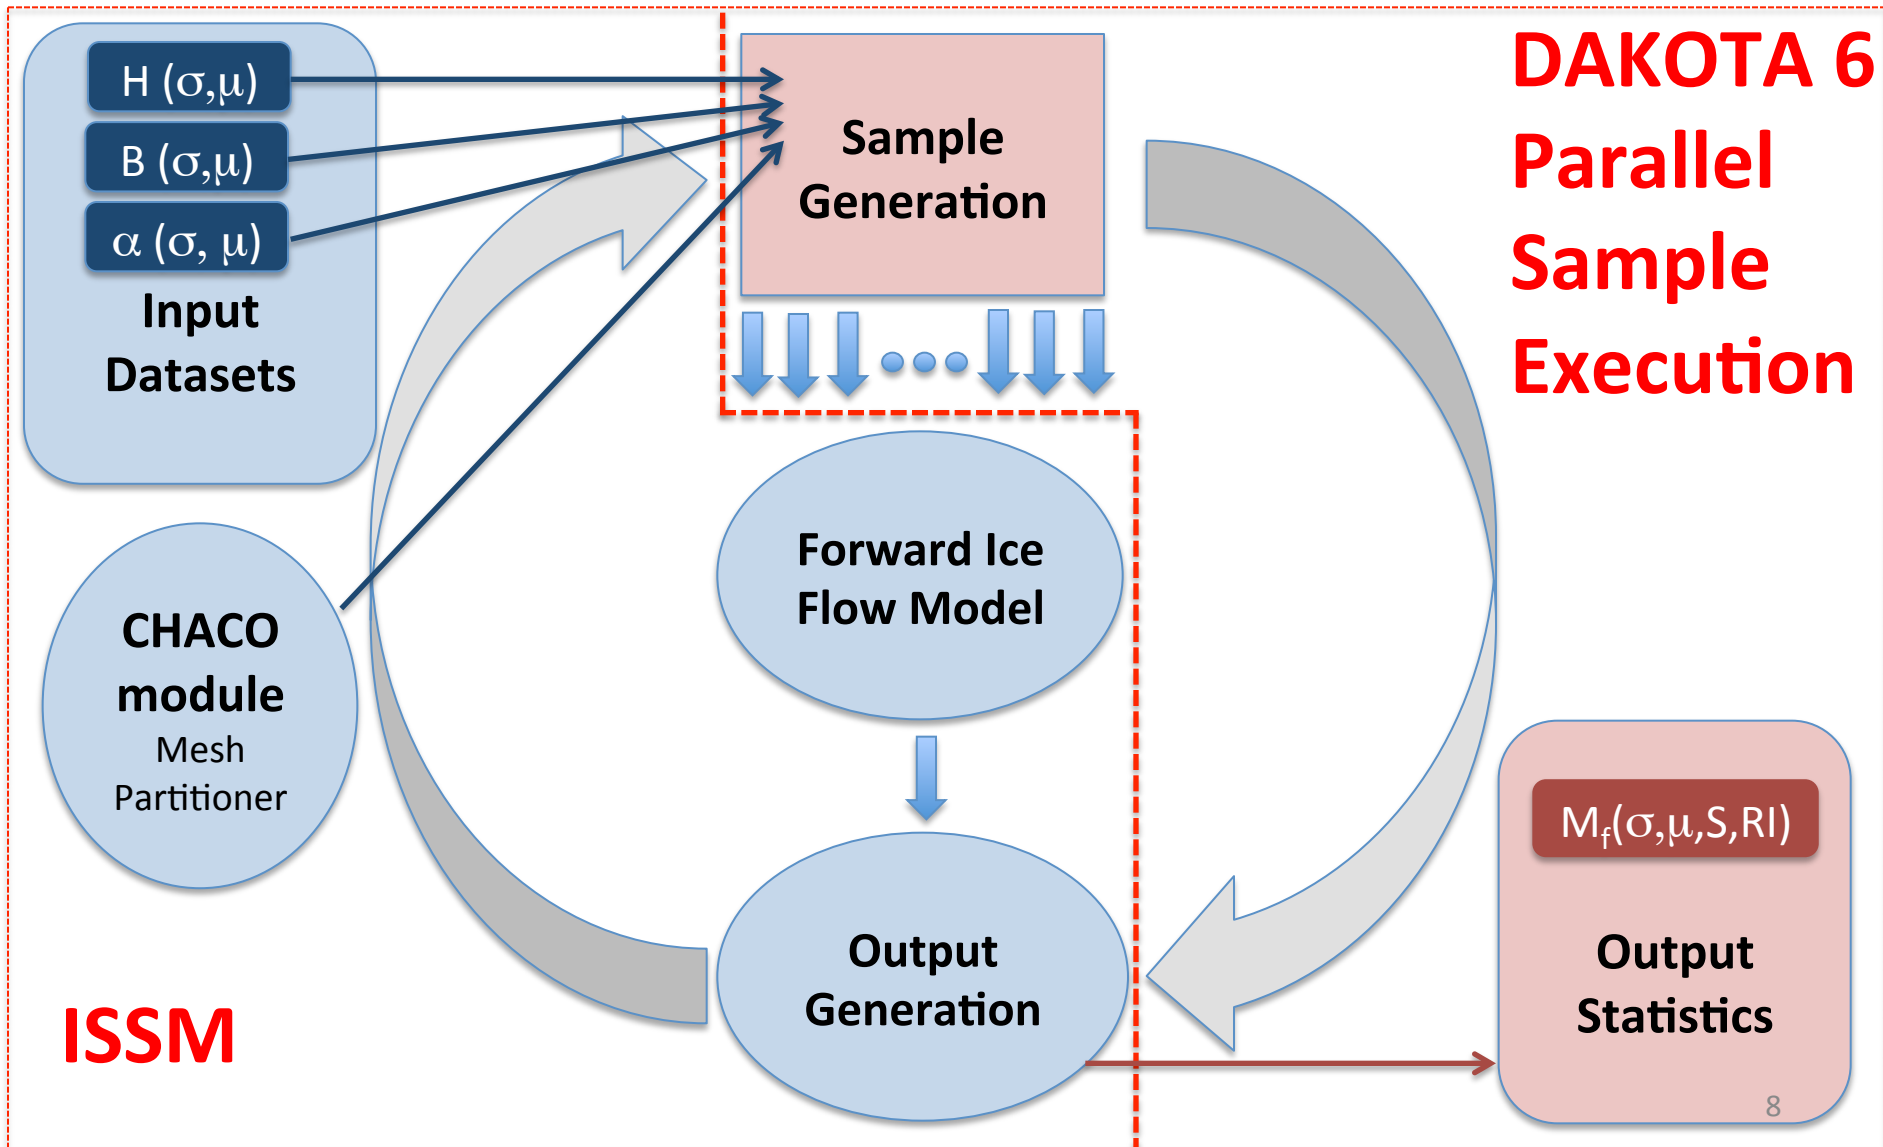 H (σ,μ)
B (σ,μ)
α (σ, μ)
Input
Datasets
Sample
Generation
DAKOTA 6
Parallel
Sample
Execution
Forward Ice
Flow Model
CHACO
module
Mesh
Partitioner
Output
Generation
M_f(σ,μ,S,RI)
Output
Statistics
ISSM
8